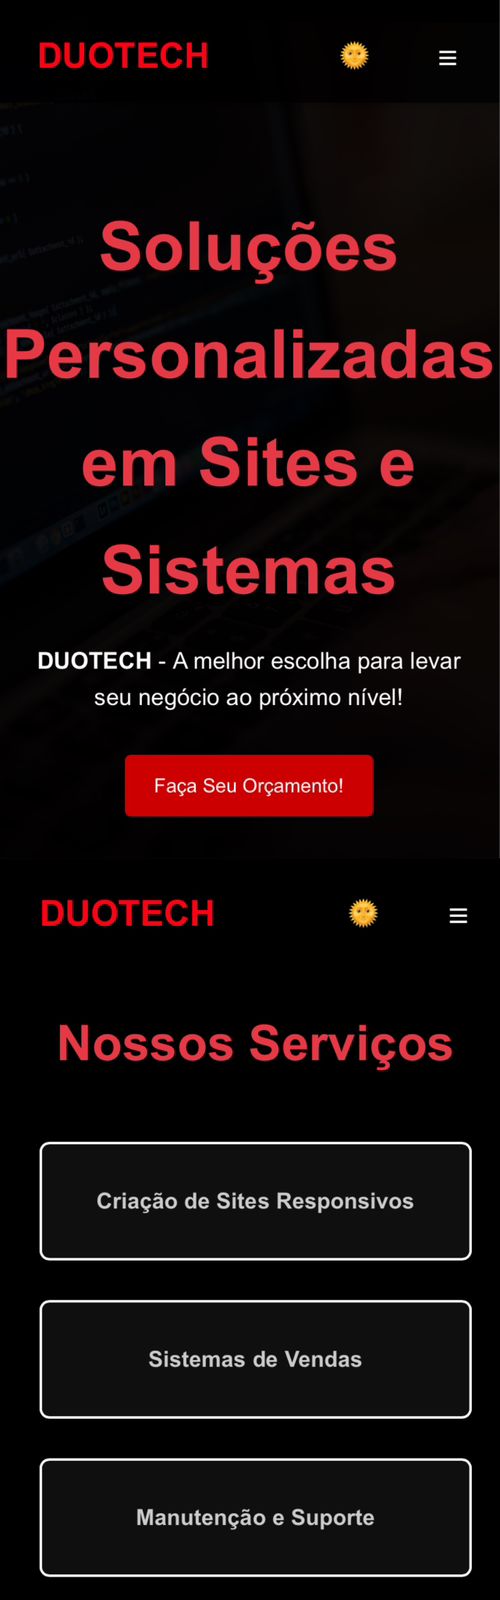 DUOTECH
Soluções
Personalizadas
em Sites e
Sistemas
DUOTECH - A melhor escolha para levar
seu negócio ao próximo nível!
Faça Seu Orçamento!
DUOTECH
Nossos Serviços
Criação de Sites Responsivos
Sistemas de Vendas
Manutenção e Suporte